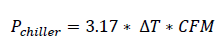 P_chiller = 3.17 * ΔT * CFM